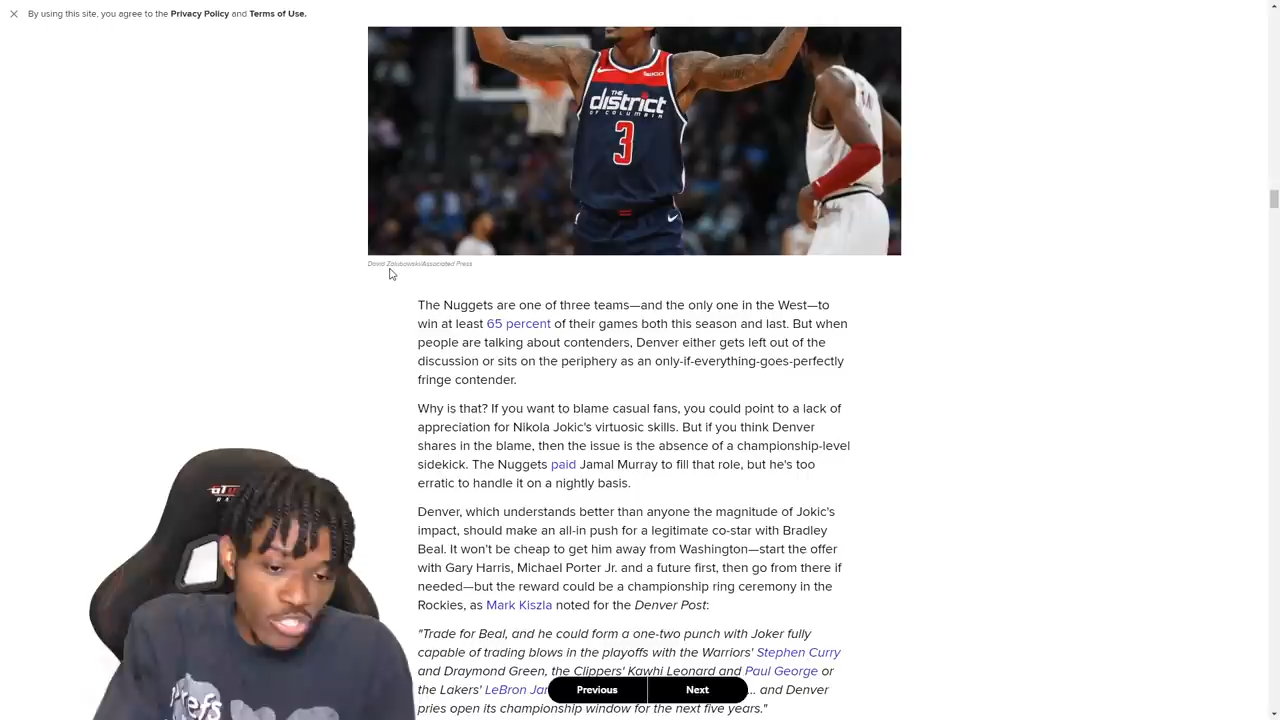 By using this site, you agree to the Privacy Policy and Terms of Use.
THE
district
OF COLUMBIA
3
David Zalubowski/Associated Press
The Nuggets are one of three teams—and the only one in the West—to
win at least 65 percent of their games both this season and last. But when
people are talking about contenders, Denver either gets left out of the
discussion or sits on the periphery as an only-if-everything-goes-perfectly
fringe contender.
Why is that? If you want to blame casual fans, you could point to a lack of
appreciation for Nikola Jokic's virtuosic skills. But if you think Denver
shares in the blame, then the issue is the absence of a championship-level
sidekick. The Nuggets paid Jamal Murray to fill that role, but he's too
erratic to handle it on a nightly basis.
Denver, which understands better than anyone the magnitude of Jokic's
impact, should make an all-in push for a legitimate co-star with Bradley
Beal. It won't be cheap to get him away from Washington—start the offer
with Gary Harris, Michael Porter Jr. and a future first, then go from there if
needed—but the reward could be a championship ring ceremony in the
Rockies, as Mark Kiszla noted for the Denver Post:
"Trade for Beal, and he could form a one-two punch with Joker fully
capable of trading blows in the playoffs with the Warriors' Stephen Curry
and Draymond Green, the Clippers' Kawhi Leonard and Paul George or
the Lakers' LeBron Jar ... and Denver
Previous
Next
pries open its championship window for the next five years."